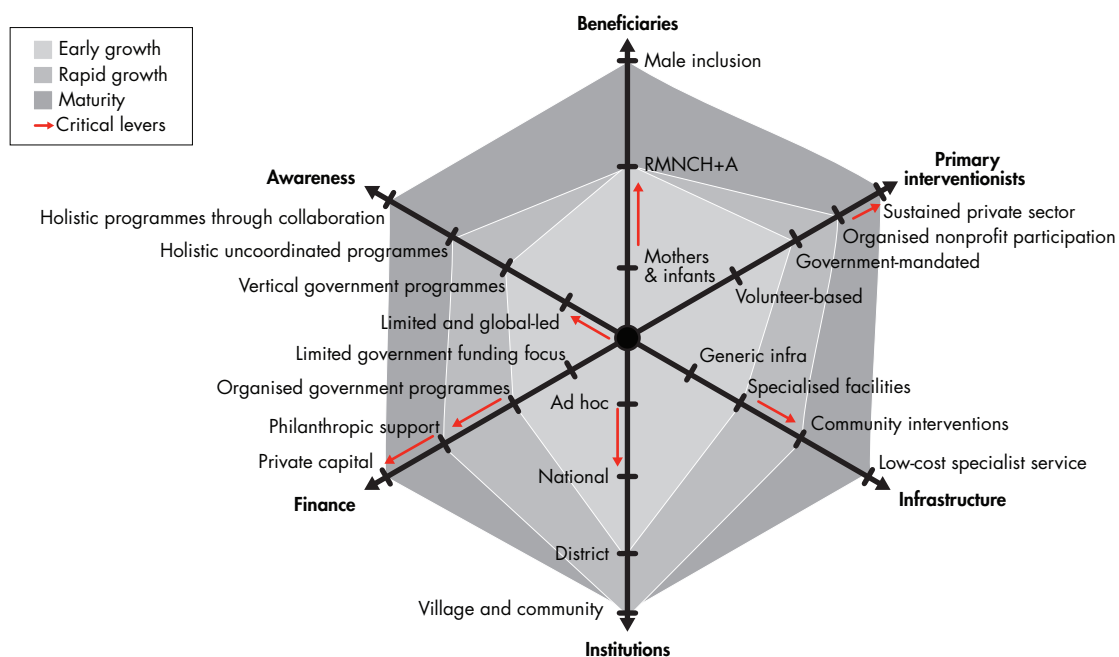 Early growth
Rapid growth
Maturity
Critical levers
Beneficiaries
Male inclusion
RMNCH+A
Mothers
& infants
Primary
interventionists
Sustained private sector
Organised nonprofit participation
Government-mandated
Volunteer-based
Awareness
Holistic programmes through collaboration
Holistic uncoordinated programmes
Vertical government programmes
Limited and global-led
Limited government funding focus
Organised government programmes
Philanthropic support
Private capital
Finance
Generic infra
Specialised facilities
Community interventions
Low-cost specialist service
Infrastructure
Ad hoc
National
District
Village and community
Institutions